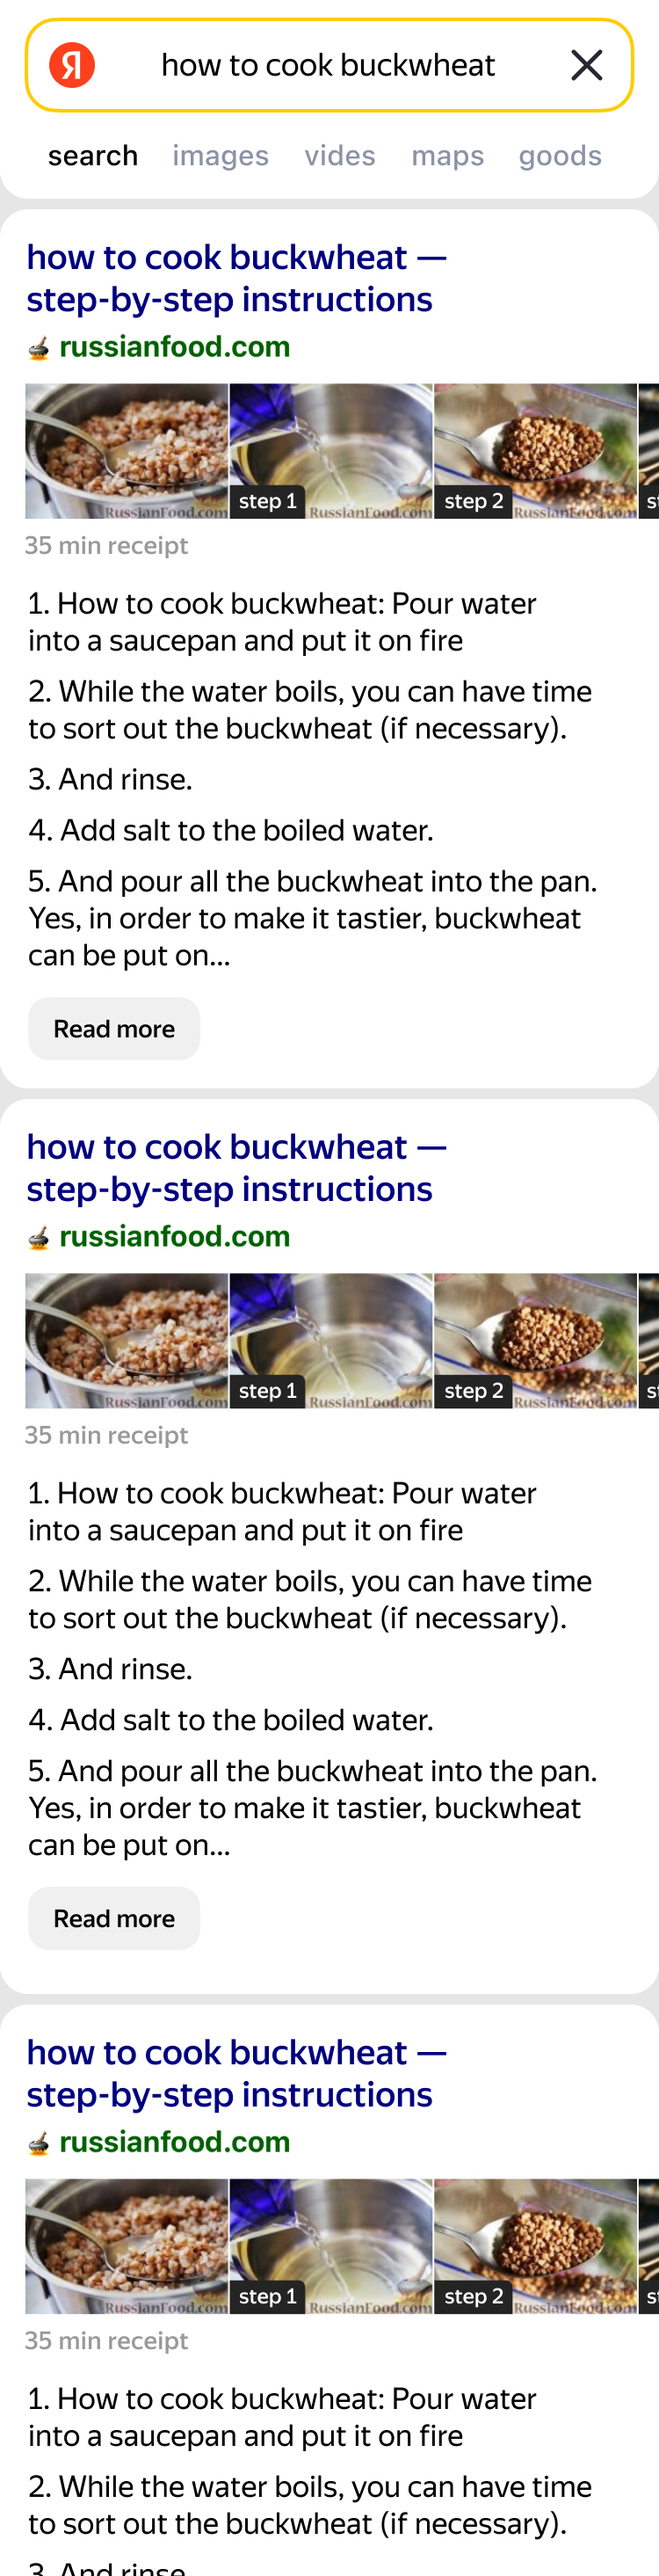 Я how to cook buckwheat
search images vides maps goods
how to cook buckwheat —
step-by-step instructions
russianfood.com
RussianFood.com step 1 RussianFood.com step 2 RussianFood.com
35 min receipt
1. How to cook buckwheat: Pour water
into a saucepan and put it on fire
2. While the water boils, you can have time
to sort out the buckwheat (if necessary).
3. And rinse.
4. Add salt to the boiled water.
5. And pour all the buckwheat into the pan.
Yes, in order to make it tastier, buckwheat
can be put on...
Read more
how to cook buckwheat —
step-by-step instructions
russianfood.com
RussianFood.com step 1 RussianFood.com step 2 RussianFood.com
35 min receipt
1. How to cook buckwheat: Pour water
into a saucepan and put it on fire
2. While the water boils, you can have time
to sort out the buckwheat (if necessary).
3. And rinse.
4. Add salt to the boiled water.
5. And pour all the buckwheat into the pan.
Yes, in order to make it tastier, buckwheat
can be put on...
Read more
how to cook buckwheat —
step-by-step instructions
russianfood.com
RussianFood.com step 1 RussianFood.com step 2 RussianFood.com
35 min receipt
1. How to cook buckwheat: Pour water
into a saucepan and put it on fire
2. While the water boils, you can have time
to sort out the buckwheat (if necessary).
3. And rinse.